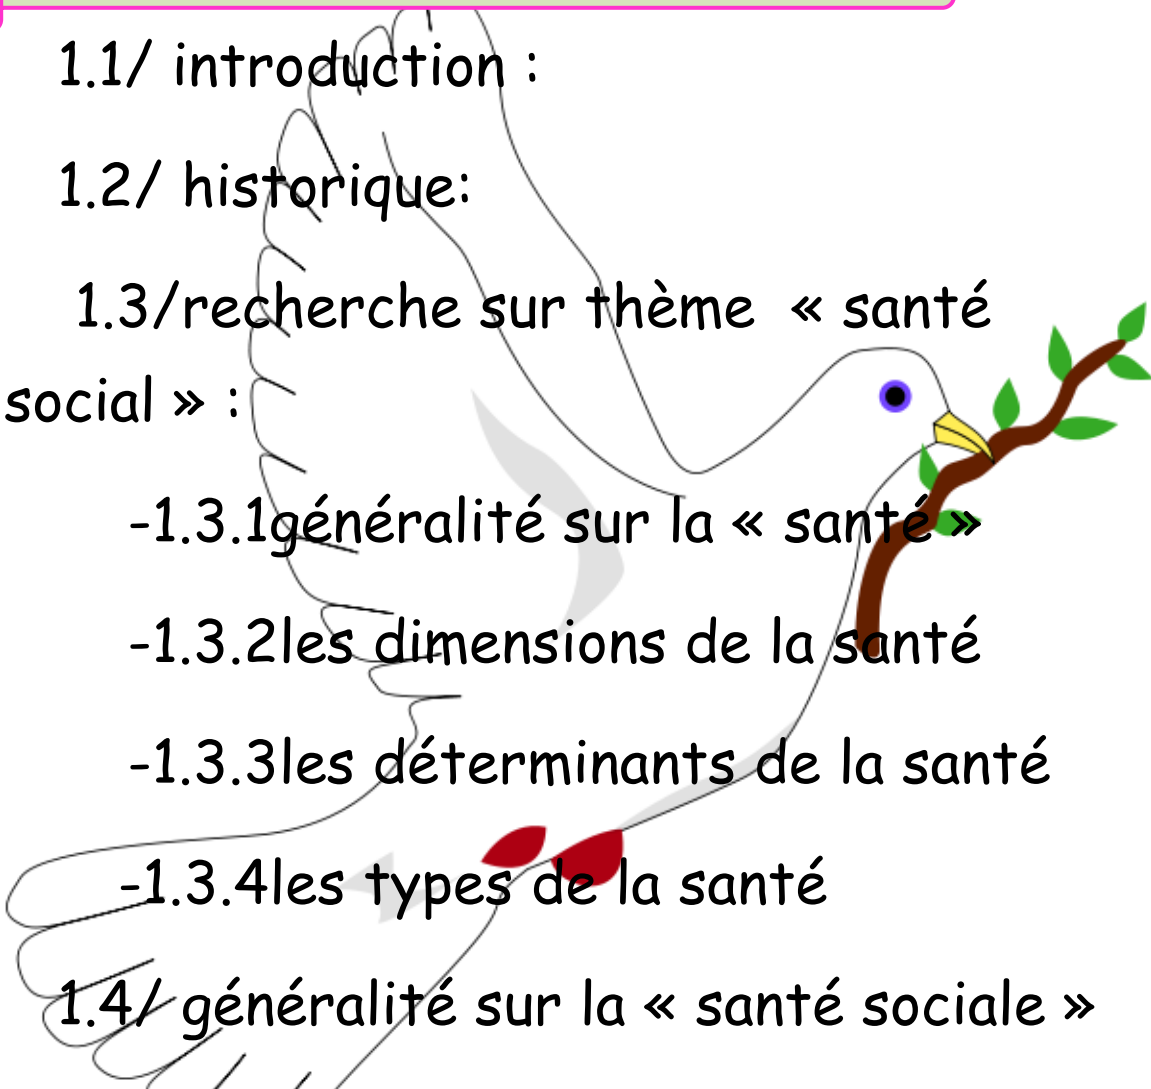 1.1/ introduction :
1.2/ historique:
1.3/recherche sur thème « santé
social » :
-1.3.1généralité sur la « santé »
-1.3.2les dimensions de la santé
-1.3.3les déterminants de la santé
-1.3.4les types de la santé
1.4/ généralité sur la « santé sociale »